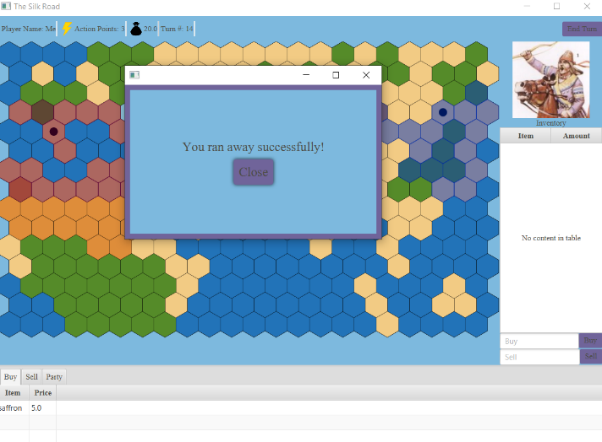 The Silk Road
Player Name: Me Action Points: 3 20.0 Turn #: 14 End Turn
You ran away successfully!
Close
Inventory
Item Amount
No content in table
Buy Buy
Sell Sell
Buy Sell Party
Item Price
saffron 5.0